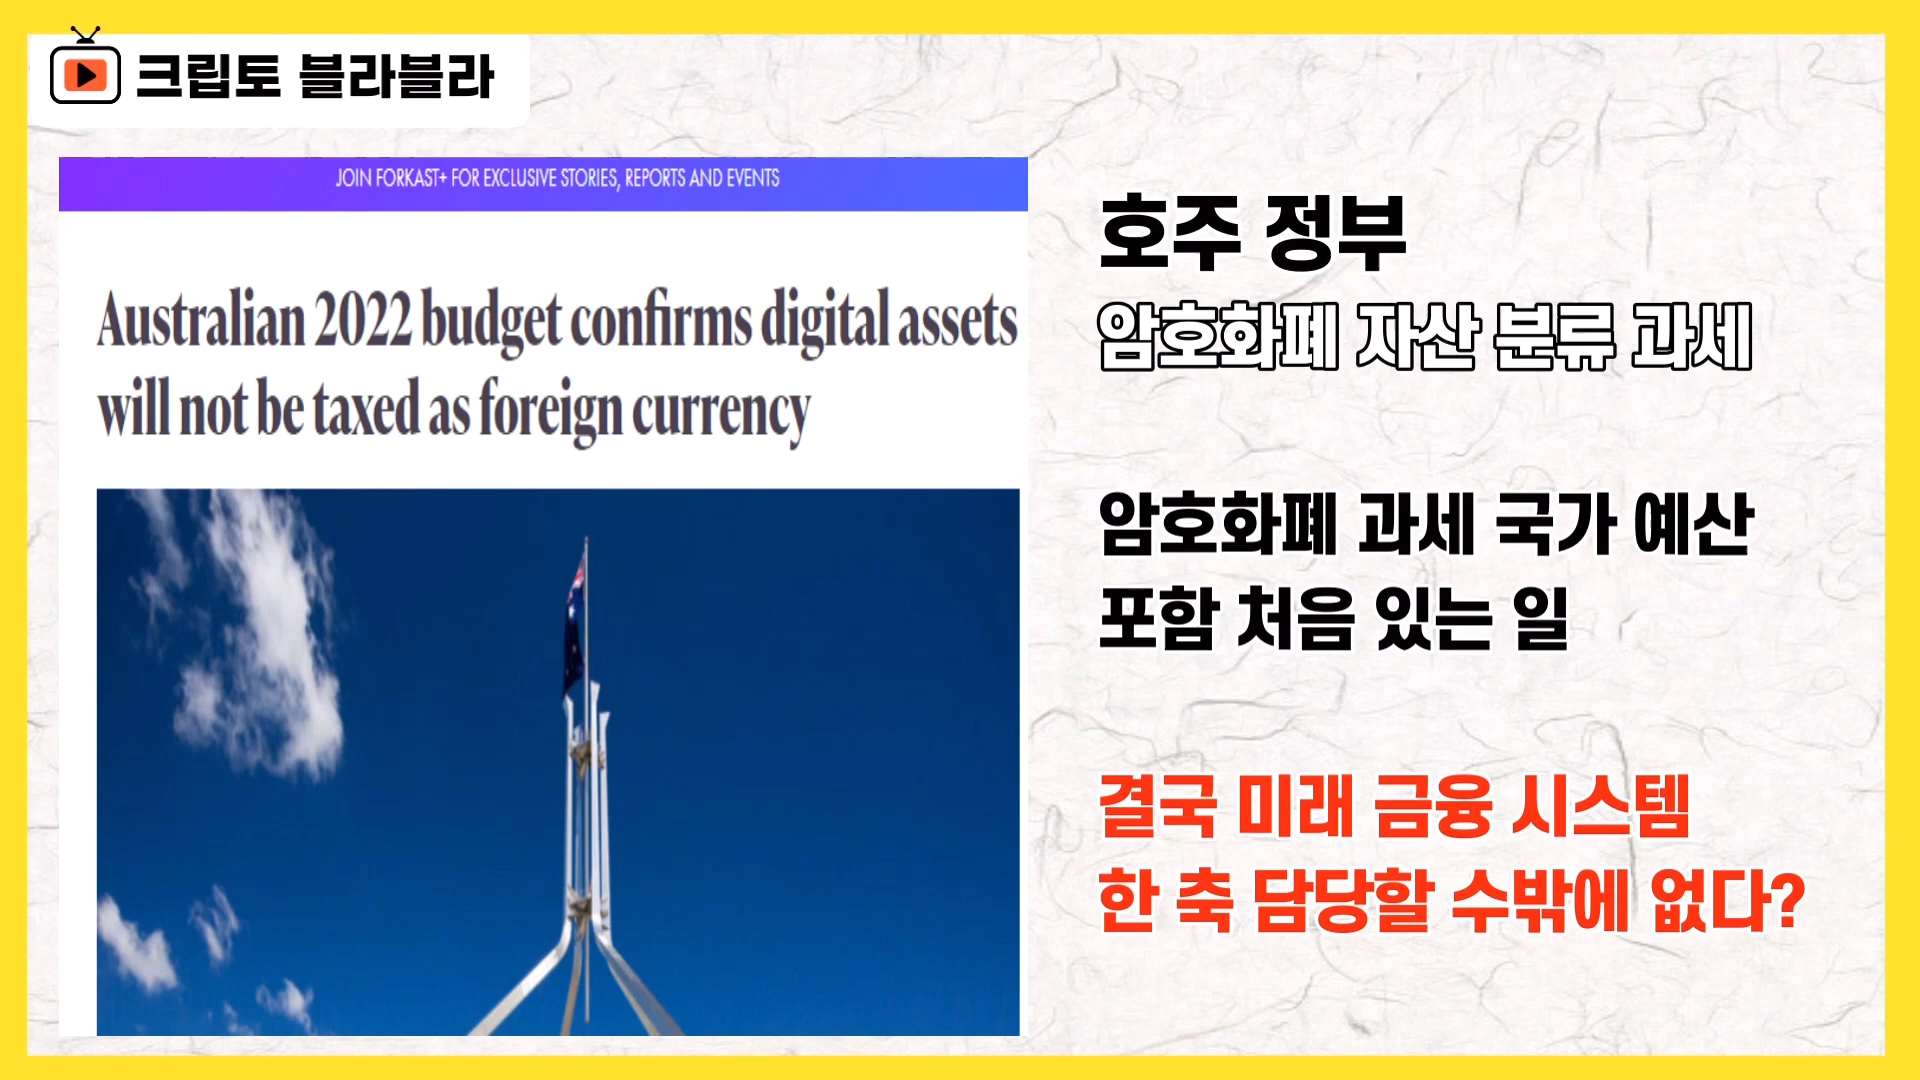 크립토 블라블라
JOIN FORKAST+ FOR EXCLUSIVE STORIES, REPORTS AND EVENTS
Australian 2022 budget confirms digital assets
will not be taxed as foreign currency
호주 정부
암호화폐 자산 분류 과세
암호화폐 과세 국가 예산
포함 처음 있는 일
결국 미래 금융 시스템
한 축 담당할 수밖에 없다?